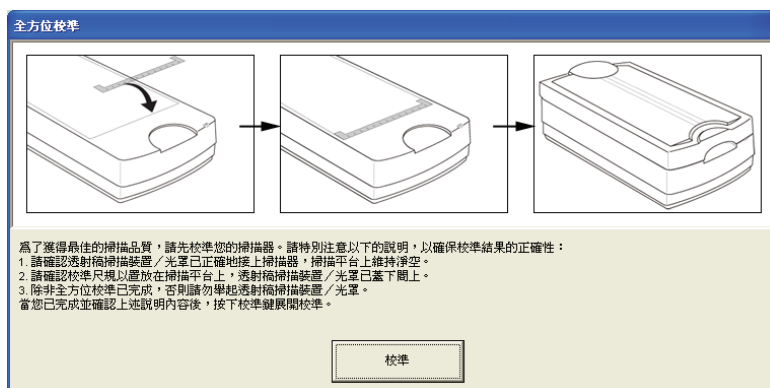 全方位校準
為了獲得最佳的掃描品質，請先校準您的掃描器。請特別注意以下的說明，以確保校準結果的正確性：
1. 請確認透射稿掃描裝置／光罩已正確地接上掃描器，掃描平台上維持淨空。
2. 請確認校準尺規以置放在掃描平台上，透射稿掃描裝置／光罩已蓋下闔上。
3. 除非全方位校準已完成，否則請勿舉起透射稿掃描裝置／光罩。
當您已完成並確認上述說明內容後，按下校準鍵展開校準。
校準